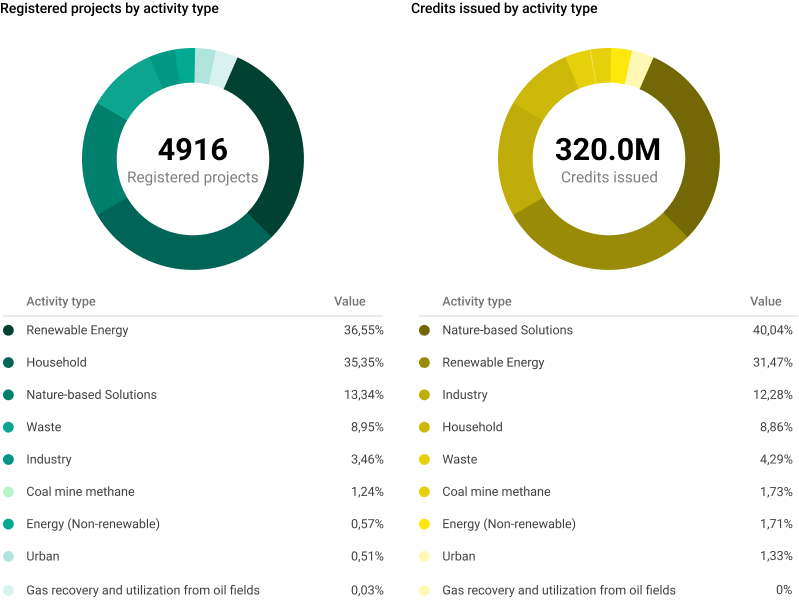 Registered projects by activity type
4916
Registered projects
Activity type Value
Renewable Energy 36,55%
Household 35,35%
Nature-based Solutions 13,34%
Waste 8,95%
Industry 3,46%
Coal mine methane 1,24%
Energy (Non-renewable) 0,57%
Urban 0,51%
Gas recovery and utilization from oil fields 0,03%
Credits issued by activity type
320.0M
Credits issued
Activity type Value
Nature-based Solutions 40,04%
Renewable Energy 31,47%
Industry 12,28%
Household 8,86%
Waste 4,29%
Coal mine methane 1,73%
Energy (Non-renewable) 1,71%
Urban 1,33%
Gas recovery and utilization from oil fields 0%